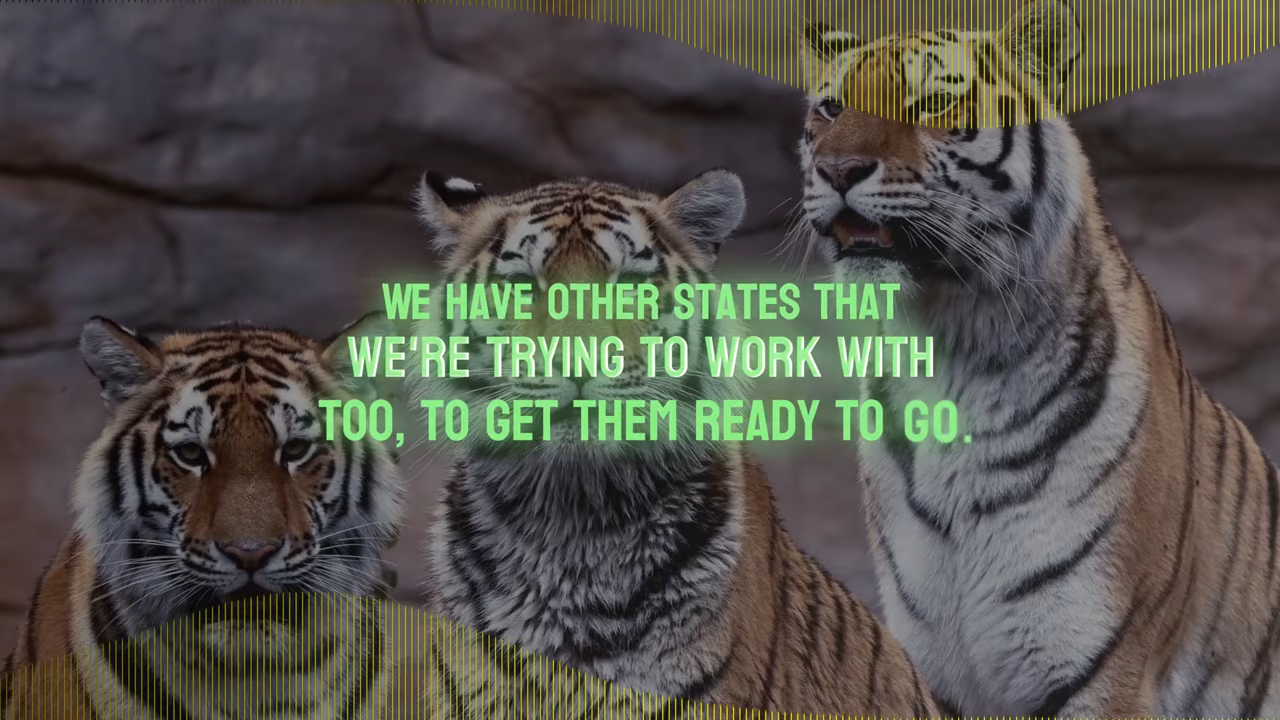 WE HAVE OTHER STATES THAT
WE'RE TRYING TO WORK WITH
TOO, TO GET THEM READY TO GO.